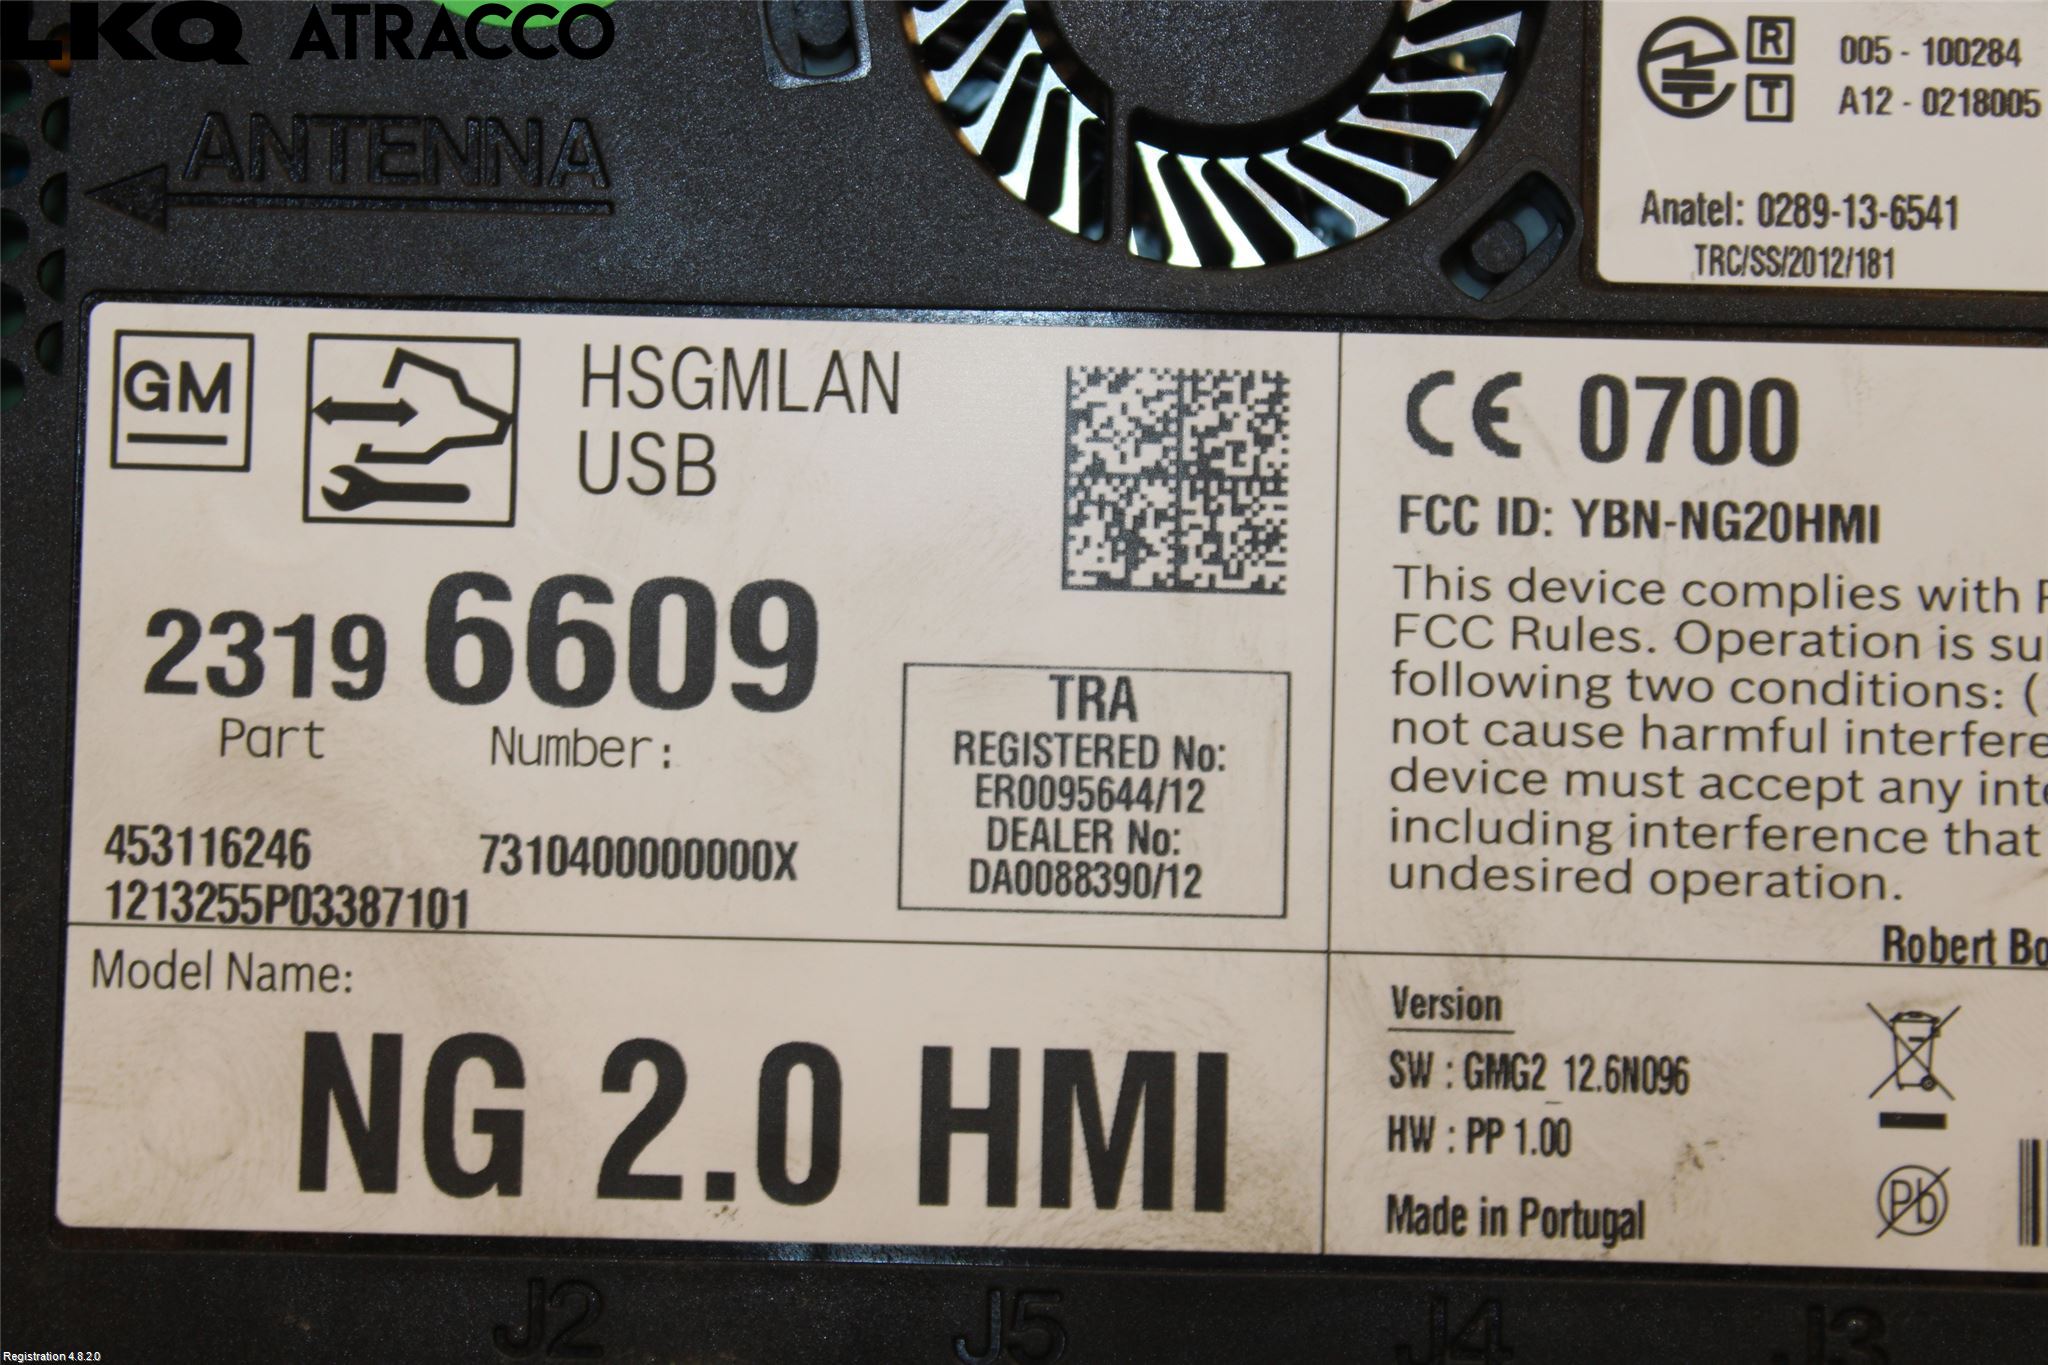 LKQ ATRACCO
ANTENNA
R
T
005 - 100284
A12 - 0218005
Anatel: 0289-13-6541
TRC/SS/2012/181
GM
HSGMLAN
USB
2319 6609
Part Number:
453116246 7310400000000X
1213255P03387101
TRA
REGISTERED No:
ER0095644/12
DEALER No:
DA0088390/12
Model Name:
NG 2.0 HMI
CE 0700
FCC ID: YBN-NG20HMI
This device complies with
FCC Rules. Operation is su
following two conditions: (
not cause harmful interfere
device must accept any inte
including interference that
undesired operation.
Robert Bo
Version
SW : GMG2_12.6N096
HW : PP 1.00
Made in Portugal
Pb
J2 J5 J4 J3
Registration 4.8.2.0